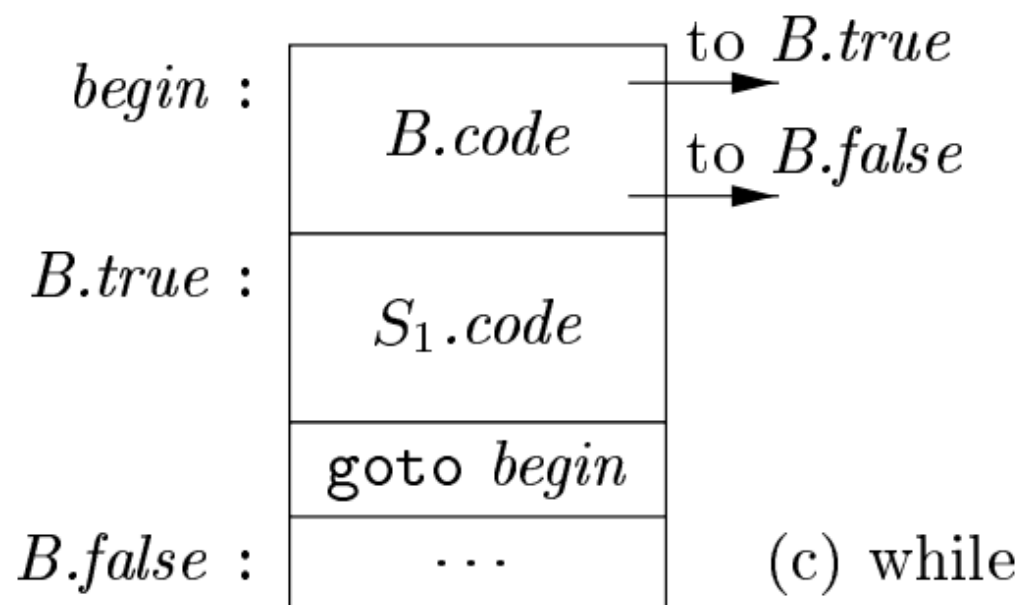 to B.true
begin :
B.code
to B.false
B.true :
S₁.code
goto begin
B.false : ... (c) while